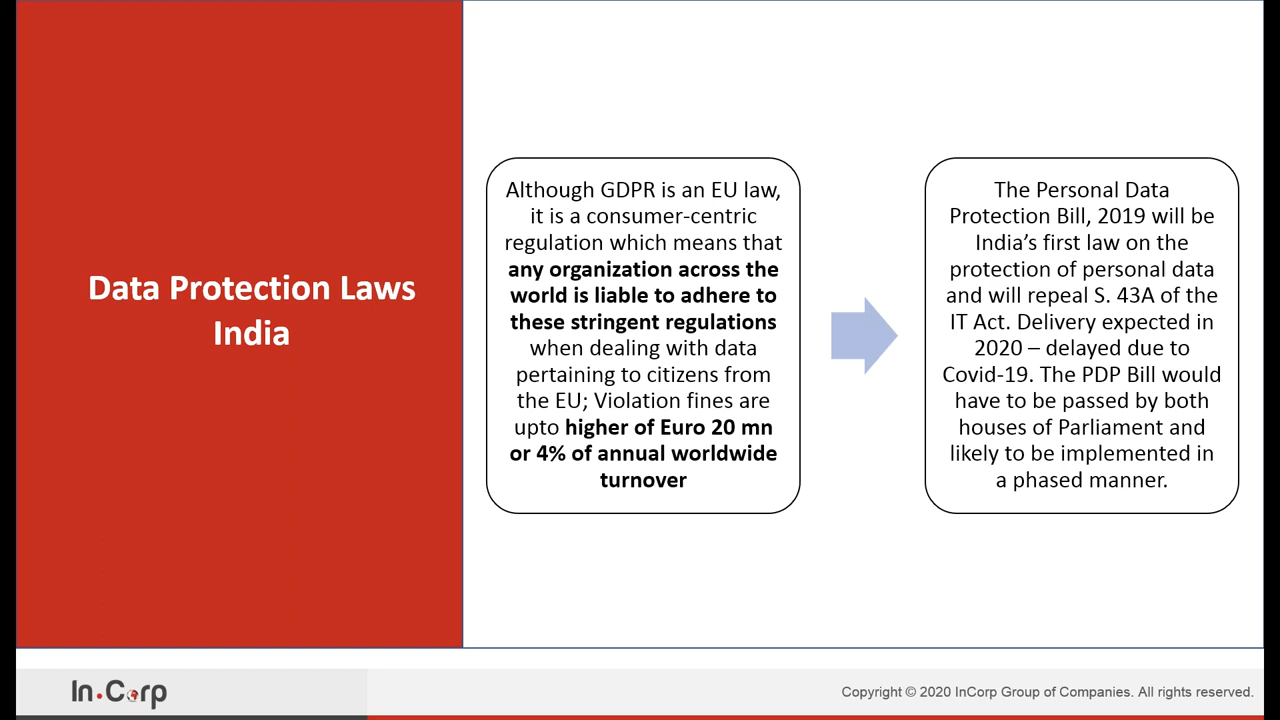 Data Protection Laws
India
Although GDPR is an EU law,
it is a consumer-centric
regulation which means that
any organization across the
world is liable to adhere to
these stringent regulations
when dealing with data
pertaining to citizens from
the EU; Violation fines are
upto higher of Euro 20 mn
or 4% of annual worldwide
turnover
The Personal Data
Protection Bill, 2019 will be
India’s first law on the
protection of personal data
and will repeal S. 43A of the
IT Act. Delivery expected in
2020 – delayed due to
Covid-19. The PDP Bill would
have to be passed by both
houses of Parliament and
likely to be implemented in
a phased manner.
In.Corp
Copyright © 2020 InCorp Group of Companies. All rights reserved.